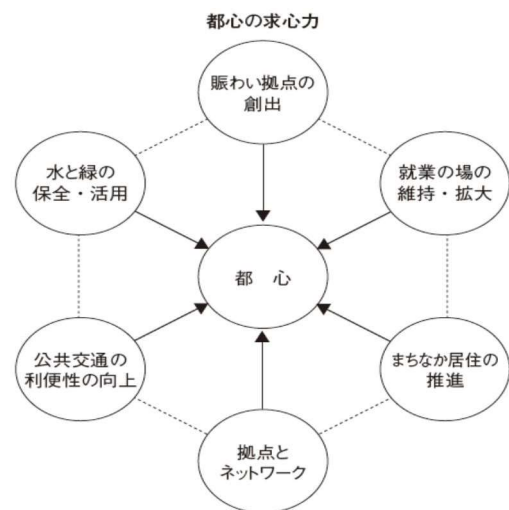 都心の求心力
賑わい拠点の
創出
水と緑の
保全・活用
就業の場の
維持・拡大
都 心
公共交通の
利便性の向上
まちなか居住の
推進
拠点と
ネットワーク